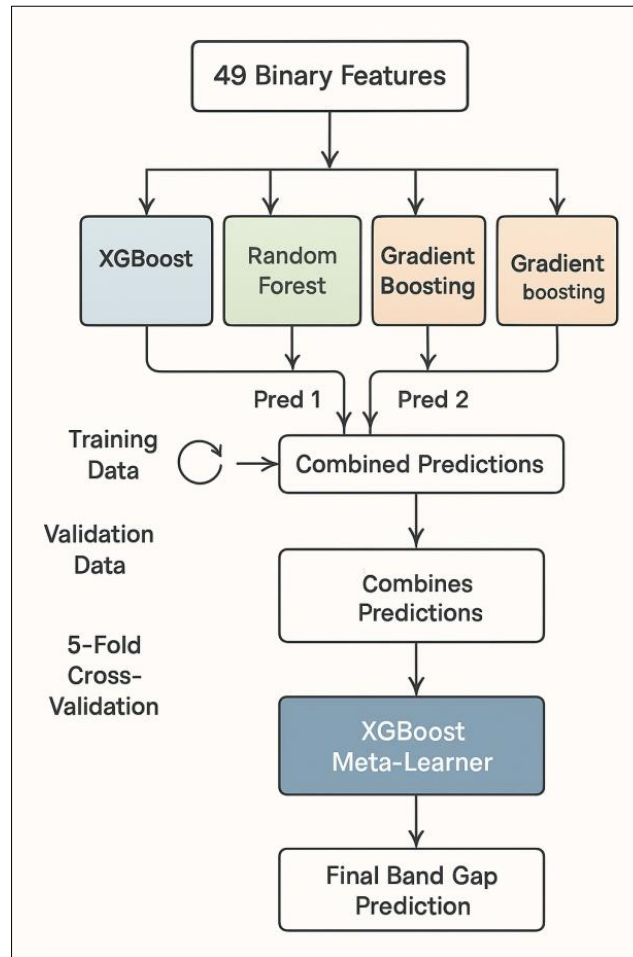 49 Binary Features
XGBoost
Random
Forest
Gradient
Boosting
Gradient
boosting
Pred 1
Pred 2
Training
Data
Combined Predictions
Validation
Data
Combines
Predictions
5-Fold
Cross-
Validation
XGBoost
Meta-Learner
Final Band Gap
Prediction